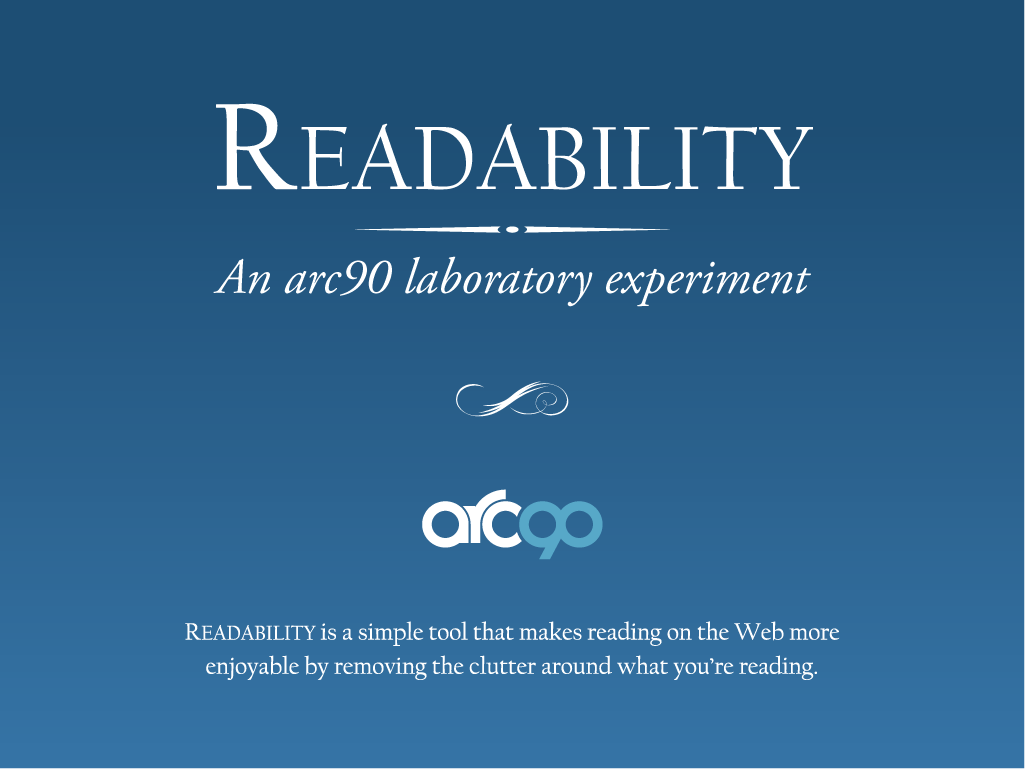 READABILITY
An arc90 laboratory experiment
arc90
READABILITY is a simple tool that makes reading on the Web more
enjoyable by removing the clutter around what you’re reading.